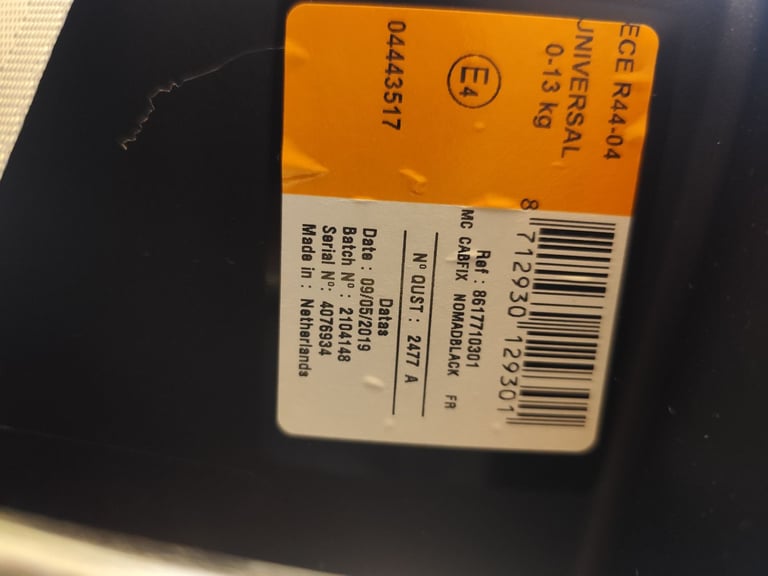 ECE R44-04
UNIVERSAL
0-13 kg
E4
04443517
8 712930 129301
Ref : 8617710301
MC CABFIX NOMADBLACK FR
N° QUST : 2477 A
Datas
Date : 09/05/2019
Batch N° : 2104148
Serial N°: 4076934
Made in : Netherlands